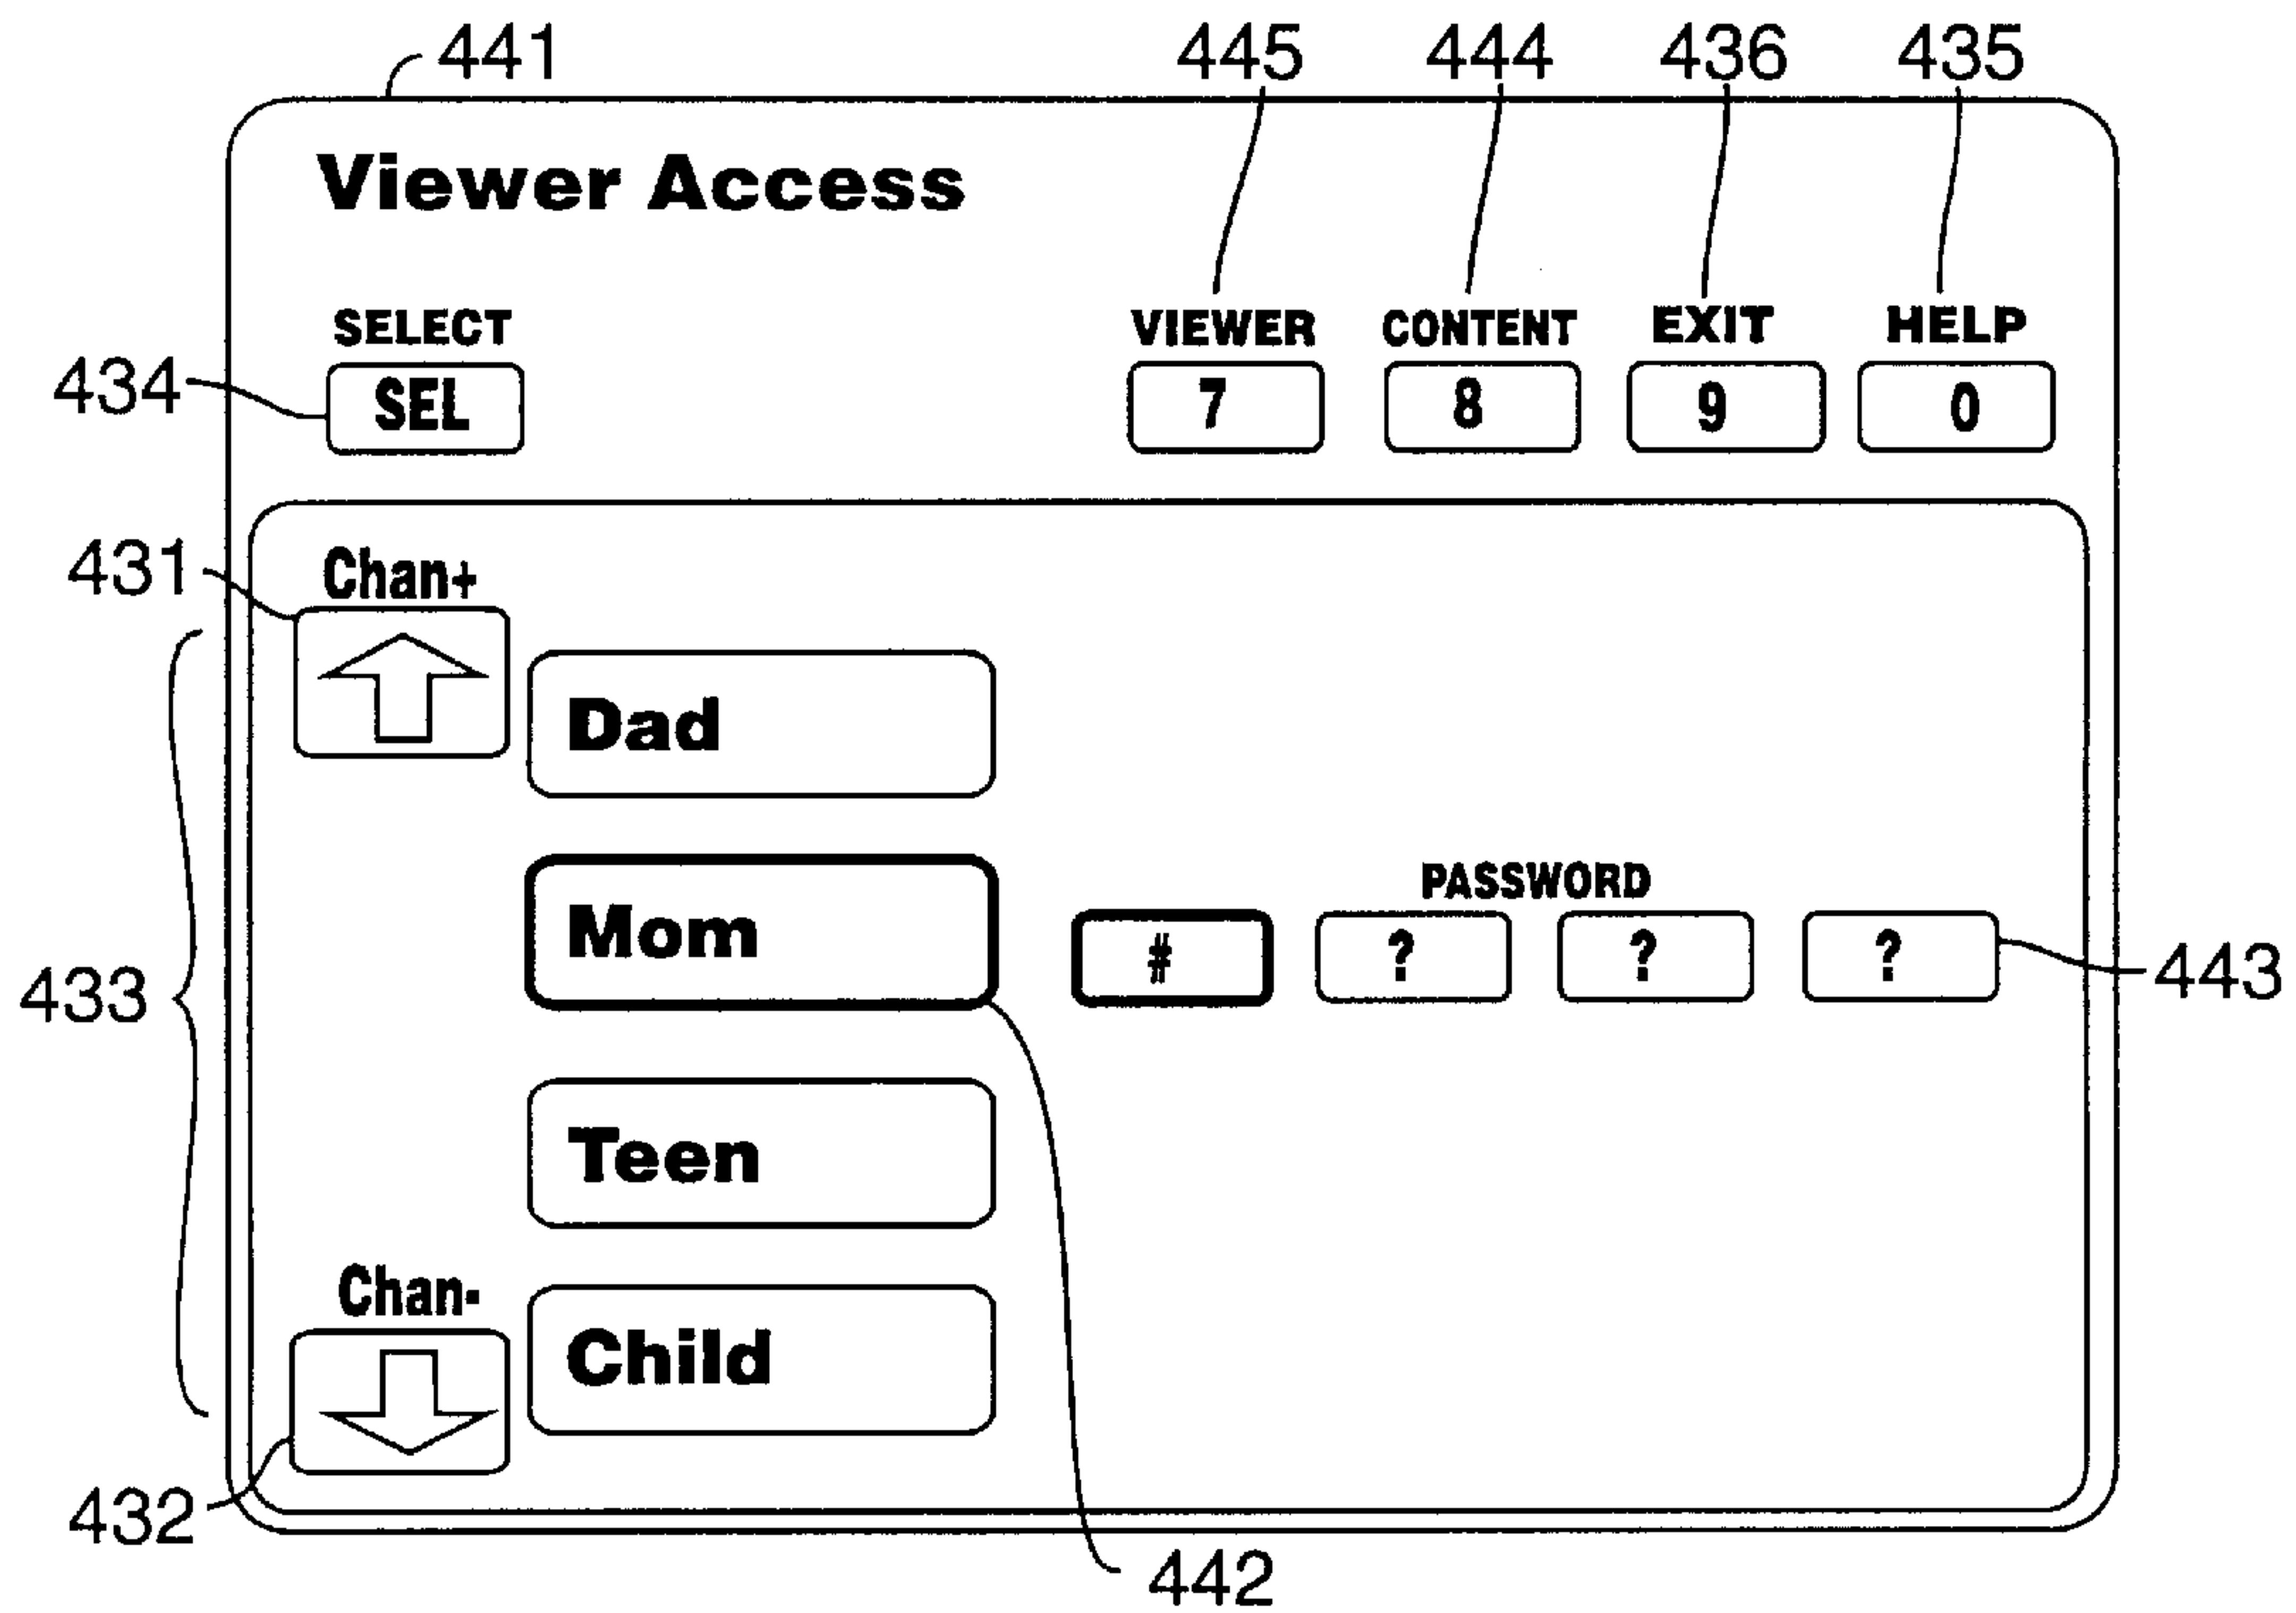 441 445 444 436 435
Viewer Access
SELECT VIEWER CONTENT EXIT HELP
434 SEL 7 8 9 0
431 Chan+
Dad
PASSWORD
433 Mom # ? ? ? 443
Teen
Chan-
Child
432
442